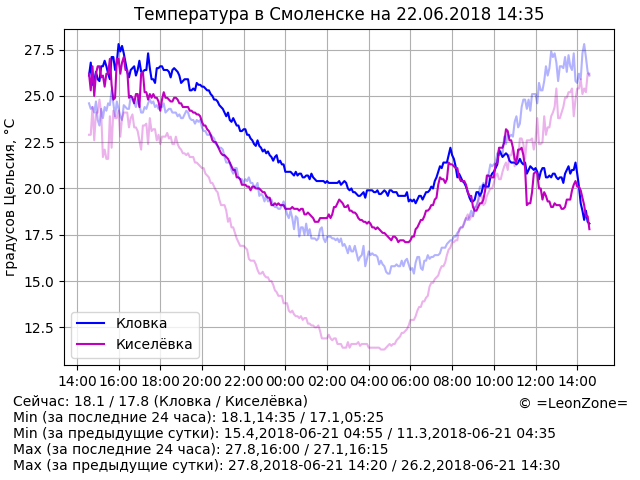 Температура в Смоленске на 22.06.2018 14:35
градусов Цельсия, °C
27.5
25.0
22.5
20.0
17.5
15.0
12.5
Кловка
Киселёвка
14:00 16:00 18:00 20:00 22:00 00:00 02:00 04:00 06:00 08:00 10:00 12:00 14:00
Сейчас: 18.1 / 17.8 (Кловка / Киселёвка)
© =LeonZone=
Min (за последние 24 часа): 18.1,14:35 / 17.1,05:25
Min (за предыдущие сутки): 15.4,2018-06-21 04:55 / 11.3,2018-06-21 04:35
Max (за последние 24 часа): 27.8,16:00 / 27.1,16:15
Max (за предыдущие сутки): 27.8,2018-06-21 14:20 / 26.2,2018-06-21 14:30